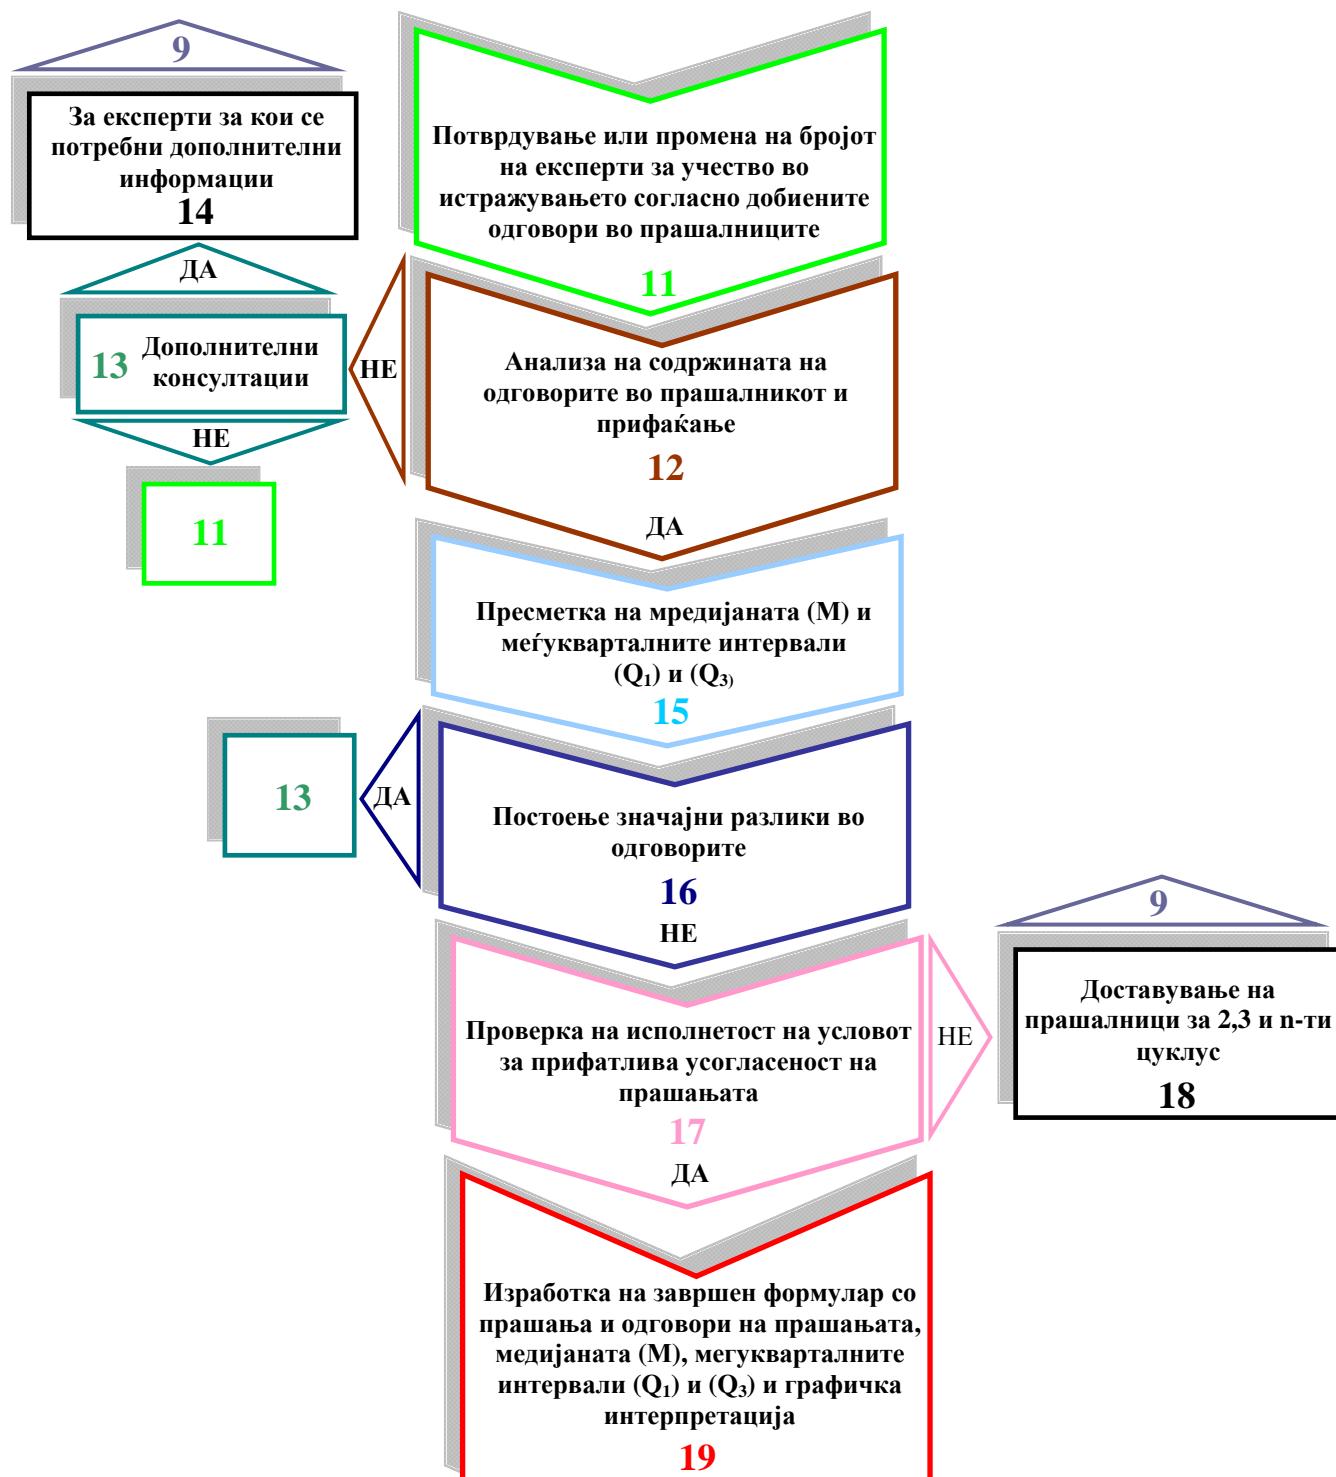 9
За експерти за кои се
потребни дополнителни
информации
14
ДА
13 Дополнителни
консултации
НЕ
11
Потврдување или промена на бројот
на експерти за учество во
истражувањето согласно добиените
одговори во прашалниците
11
НЕ
Анализа на содржината на
одговорите во прашалникот и
прифаќање
12
ДА
Пресметка на мредијаната (М) и
меѓукварталните интервали
(Q₁) и (Q₃)
15
13
ДА
Постоење значајни разлики во
одговорите
16
НЕ
Проверка на исполнетост на условот
за прифатлива усогласеност на
прашањата
17
ДА
НЕ
9
Доставување на
прашалници за 2,3 и n-ти
цуклус
18
Изработка на завршен формулар со
прашања и одговори на прашањата,
медијаната (М), мегукварталните
интервали (Q₁) и (Q₃) и графичка
интерпретација
19